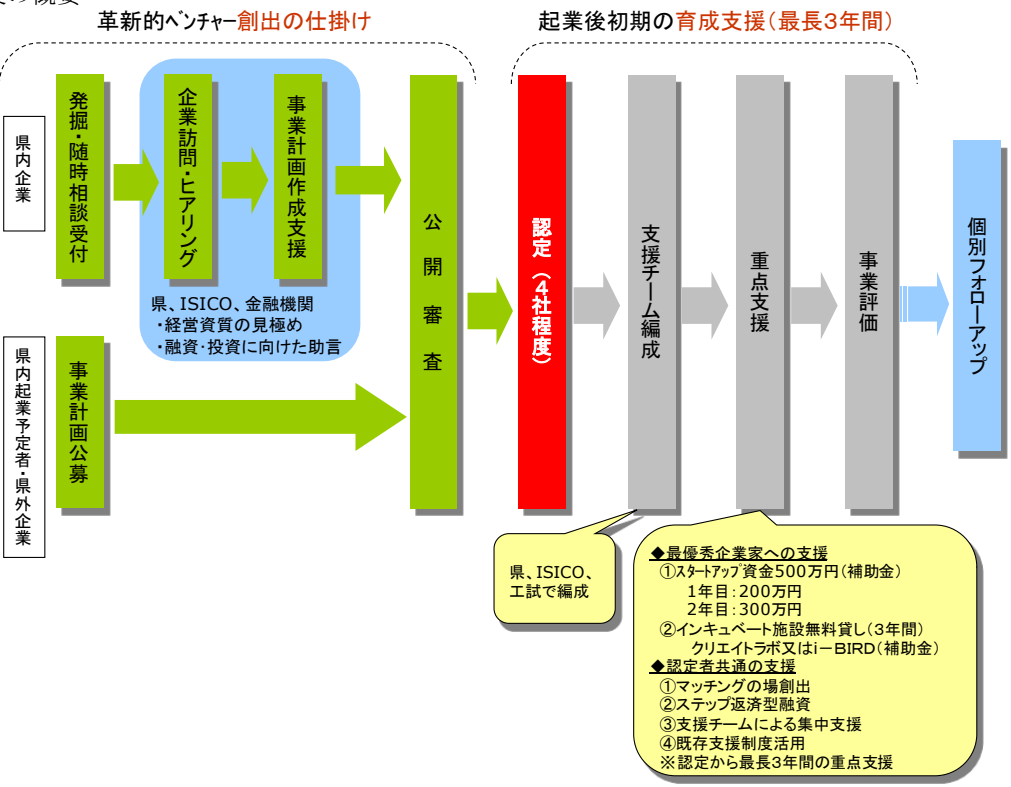 革新的ベンチャー創出の仕掛け
起業後初期の育成支援(最長3年間)
県内企業
発掘・随時相談受付
企業訪問・ヒアリング
事業計画作成支援
県、ISICO、金融機関
・経営資質の見極め
・融資・投資に向けた助言
県内起業予定者・県外企業
事業計画公募
公開審査
認定(4社程度)
支援チーム編成
重点支援
事業評価
個別フォローアップ
県、ISICO、
工試で編成
◆最優秀企業家への支援
①スタートアップ資金500万円(補助金)
1年目:200万円
2年目:300万円
②インキュベート施設無料貸し(3年間)
クリエイトラボ又はi-BIRD(補助金)
◆認定者共通の支援
①マッチングの場創出
②ステップ返済型融資
③支援チームによる集中支援
④既存支援制度活用
※認定から最長3年間の重点支援